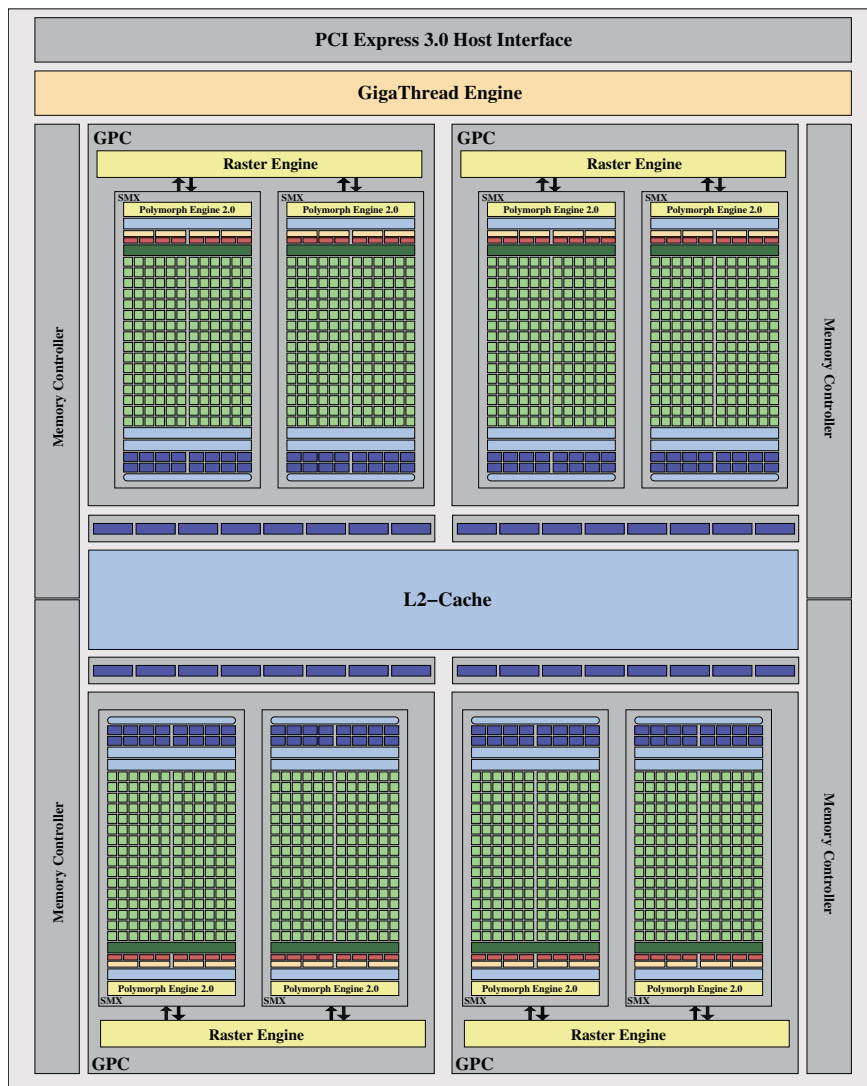 PCI Express 3.0 Host Interface
GigaThread Engine
GPC
Raster Engine
SMX
Polymorph Engine 2.0
SMX
Polymorph Engine 2.0
GPC
Raster Engine
SMX
Polymorph Engine 2.0
SMX
Polymorph Engine 2.0
Memory Controller
Memory Controller
L2-Cache
Memory Controller
Memory Controller
Polymorph Engine 2.0
SMX
Polymorph Engine 2.0
SMX
Raster Engine
GPC
Polymorph Engine 2.0
SMX
Polymorph Engine 2.0
SMX
Raster Engine
GPC